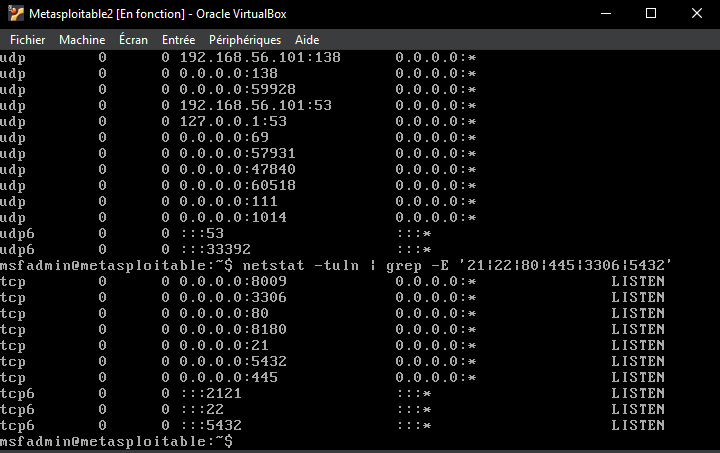 Metasploitable2 [En fonction] - Oracle VirtualBox
Fichier Machine Écran Entrée Périphériques Aide
udp 0 0 192.168.56.101:138 0.0.0.0:*
udp 0 0 0.0.0.0:138 0.0.0.0:*
udp 0 0 0.0.0.0:59928 0.0.0.0:*
udp 0 0 192.168.56.101:53 0.0.0.0:*
udp 0 0 127.0.0.1:53 0.0.0.0:*
udp 0 0 0.0.0.0:69 0.0.0.0:*
udp 0 0 0.0.0.0:57931 0.0.0.0:*
udp 0 0 0.0.0.0:47840 0.0.0.0:*
udp 0 0 0.0.0.0:60518 0.0.0.0:*
udp 0 0 0.0.0.0:111 0.0.0.0:*
udp 0 0 0.0.0.0:1014 0.0.0.0:*
udp6 0 0 :::53 :::*
udp6 0 0 :::33392 :::*
msfadmin@metasploitable:~$ netstat -tuln | grep -E '21|22|80|445|3306|5432'
tcp 0 0 0.0.0.0:8009 0.0.0.0:* LISTEN
tcp 0 0 0.0.0.0:3306 0.0.0.0:* LISTEN
tcp 0 0 0.0.0.0:80 0.0.0.0:* LISTEN
tcp 0 0 0.0.0.0:8180 0.0.0.0:* LISTEN
tcp 0 0 0.0.0.0:21 0.0.0.0:* LISTEN
tcp 0 0 0.0.0.0:5432 0.0.0.0:* LISTEN
tcp 0 0 0.0.0.0:445 0.0.0.0:* LISTEN
tcp6 0 0 :::2121 :::* LISTEN
tcp6 0 0 :::22 :::* LISTEN
tcp6 0 0 :::5432 :::* LISTEN
msfadmin@metasploitable:~$